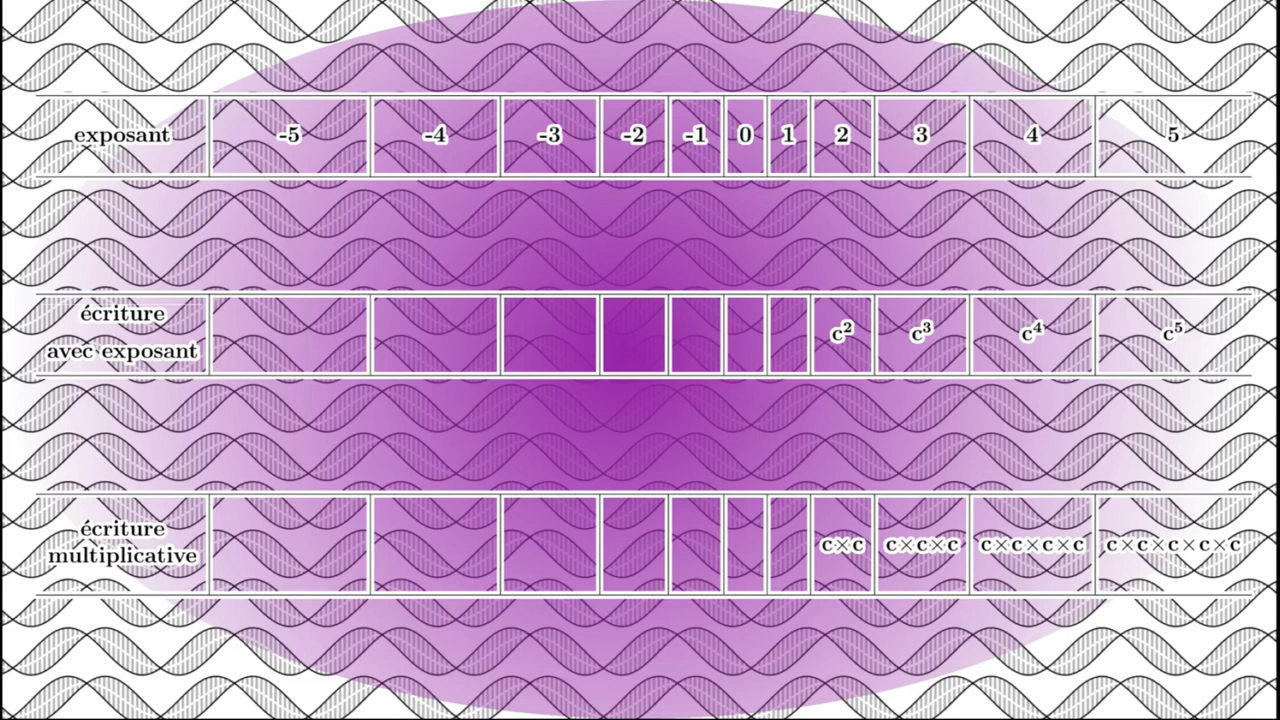 exposant -5 -4 -3 -2 -1 0 1 2 3 4 5
écriture
avec exposant c² c³ c⁴ c⁵
écriture
multiplicative c×c c×c×c c×c×c×c c×c×c×c×c